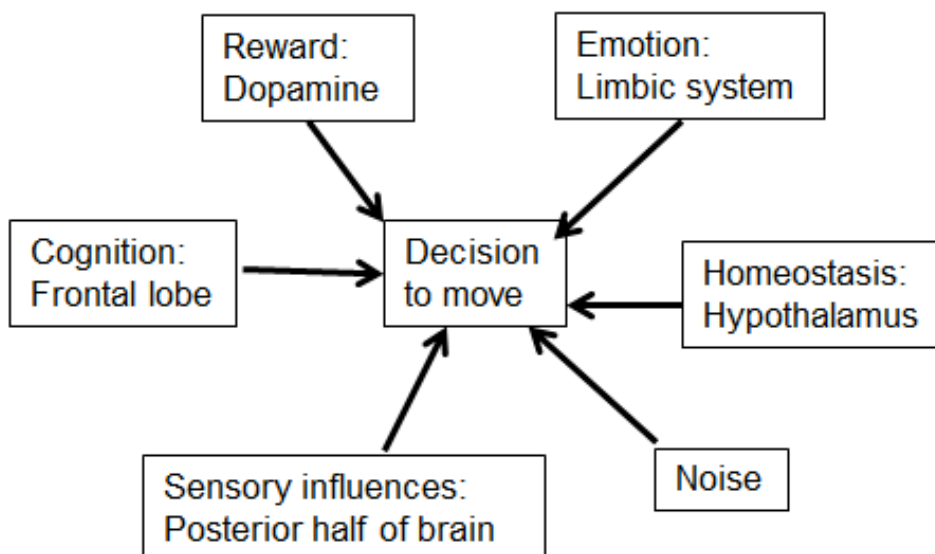 Reward:
Dopamine
Emotion:
Limbic system
Cognition:
Frontal lobe
Decision
to move
Homeostasis:
Hypothalamus
Sensory influences:
Posterior half of brain
Noise